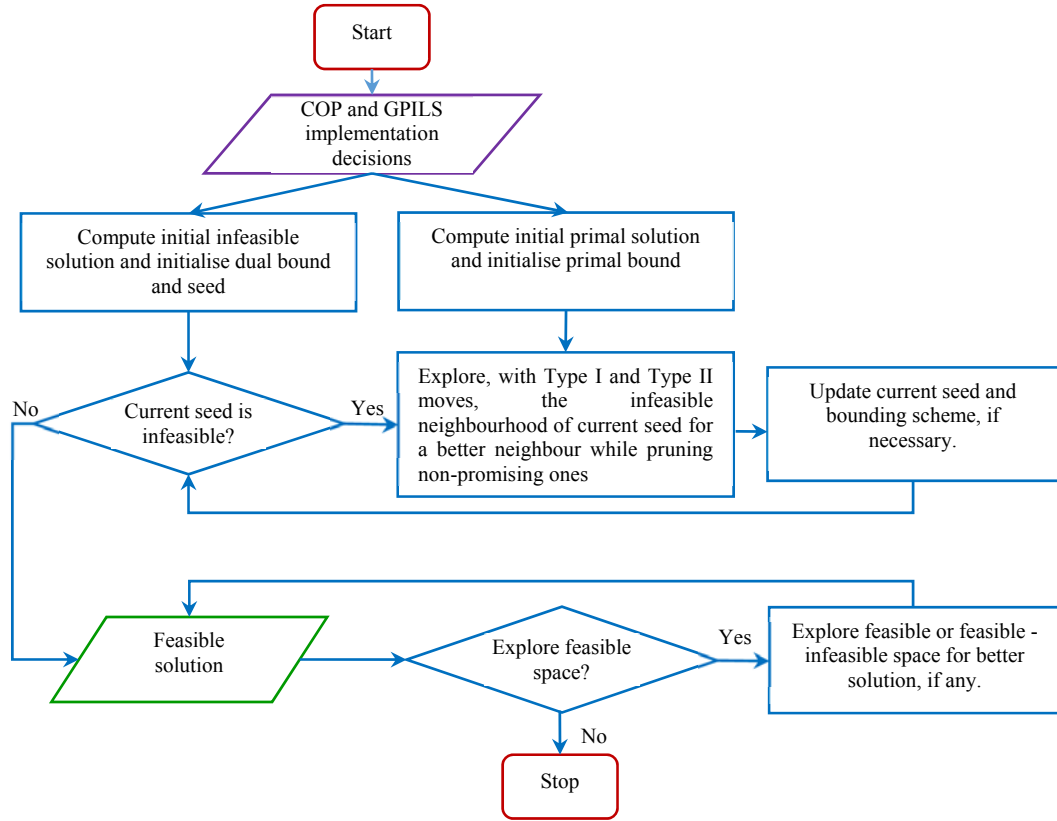 Start
COP and GPILS
implementation
decisions
Compute initial infeasible
solution and initialise dual bound
and seed
Compute initial primal solution
and initialise primal bound
No
Current seed is
infeasible?
Yes
Explore, with Type I and Type II
moves, the infeasible
neighbourhood of current seed for
a better neighbour while pruning
non-promising ones
Update current seed and
bounding scheme, if
necessary.
Feasible
solution
Explore feasible
space?
Yes
Explore feasible or feasible -
infeasible space for better
solution, if any.
No
Stop